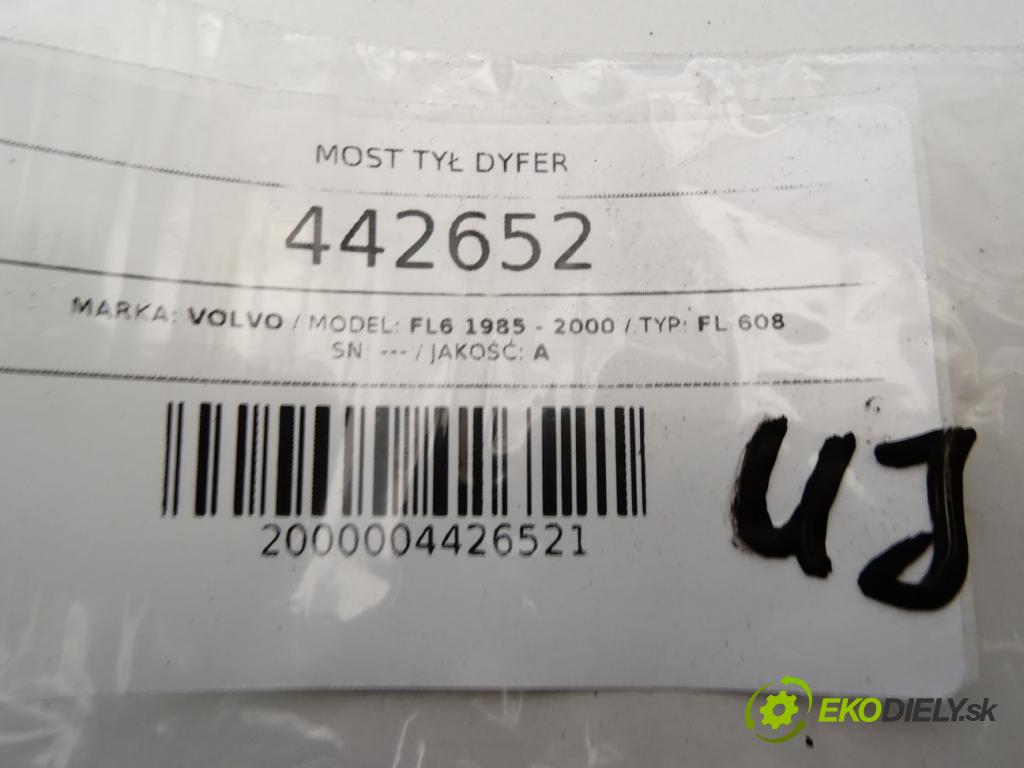 MOST TYŁ DYFER
442652
MARKA: VOLVO / MODEL: FL6 1985 - 2000 / TYP: FL 608
SN: --- / JAKOŚĆ: A
2000004426521
UJ
EKODIELY.sk